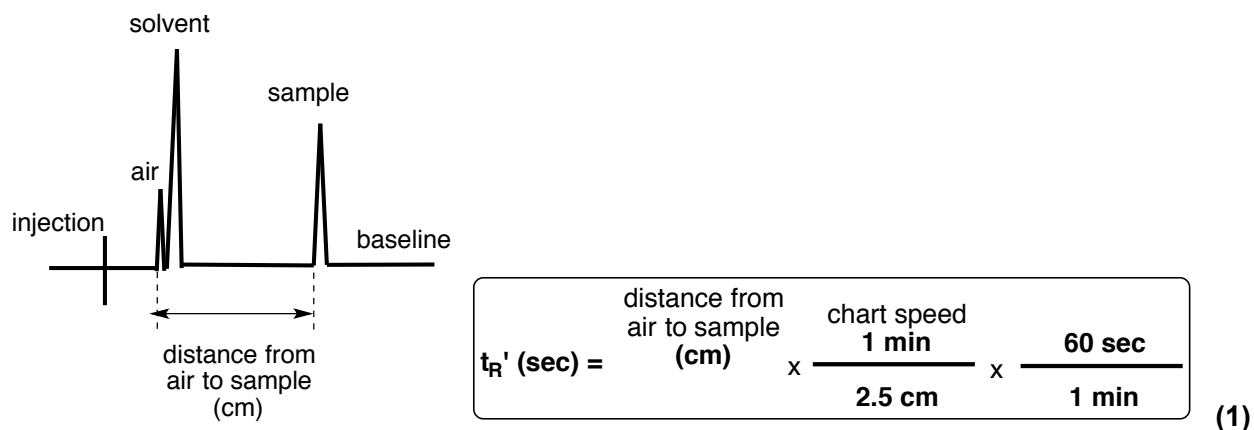 solvent
sample
air
injection
baseline
distance from
air to sample
(cm)
t_R' (sec) =
distance from
air to sample
(cm)
x
chart speed
1 min
2.5 cm
x
60 sec
1 min
(1)